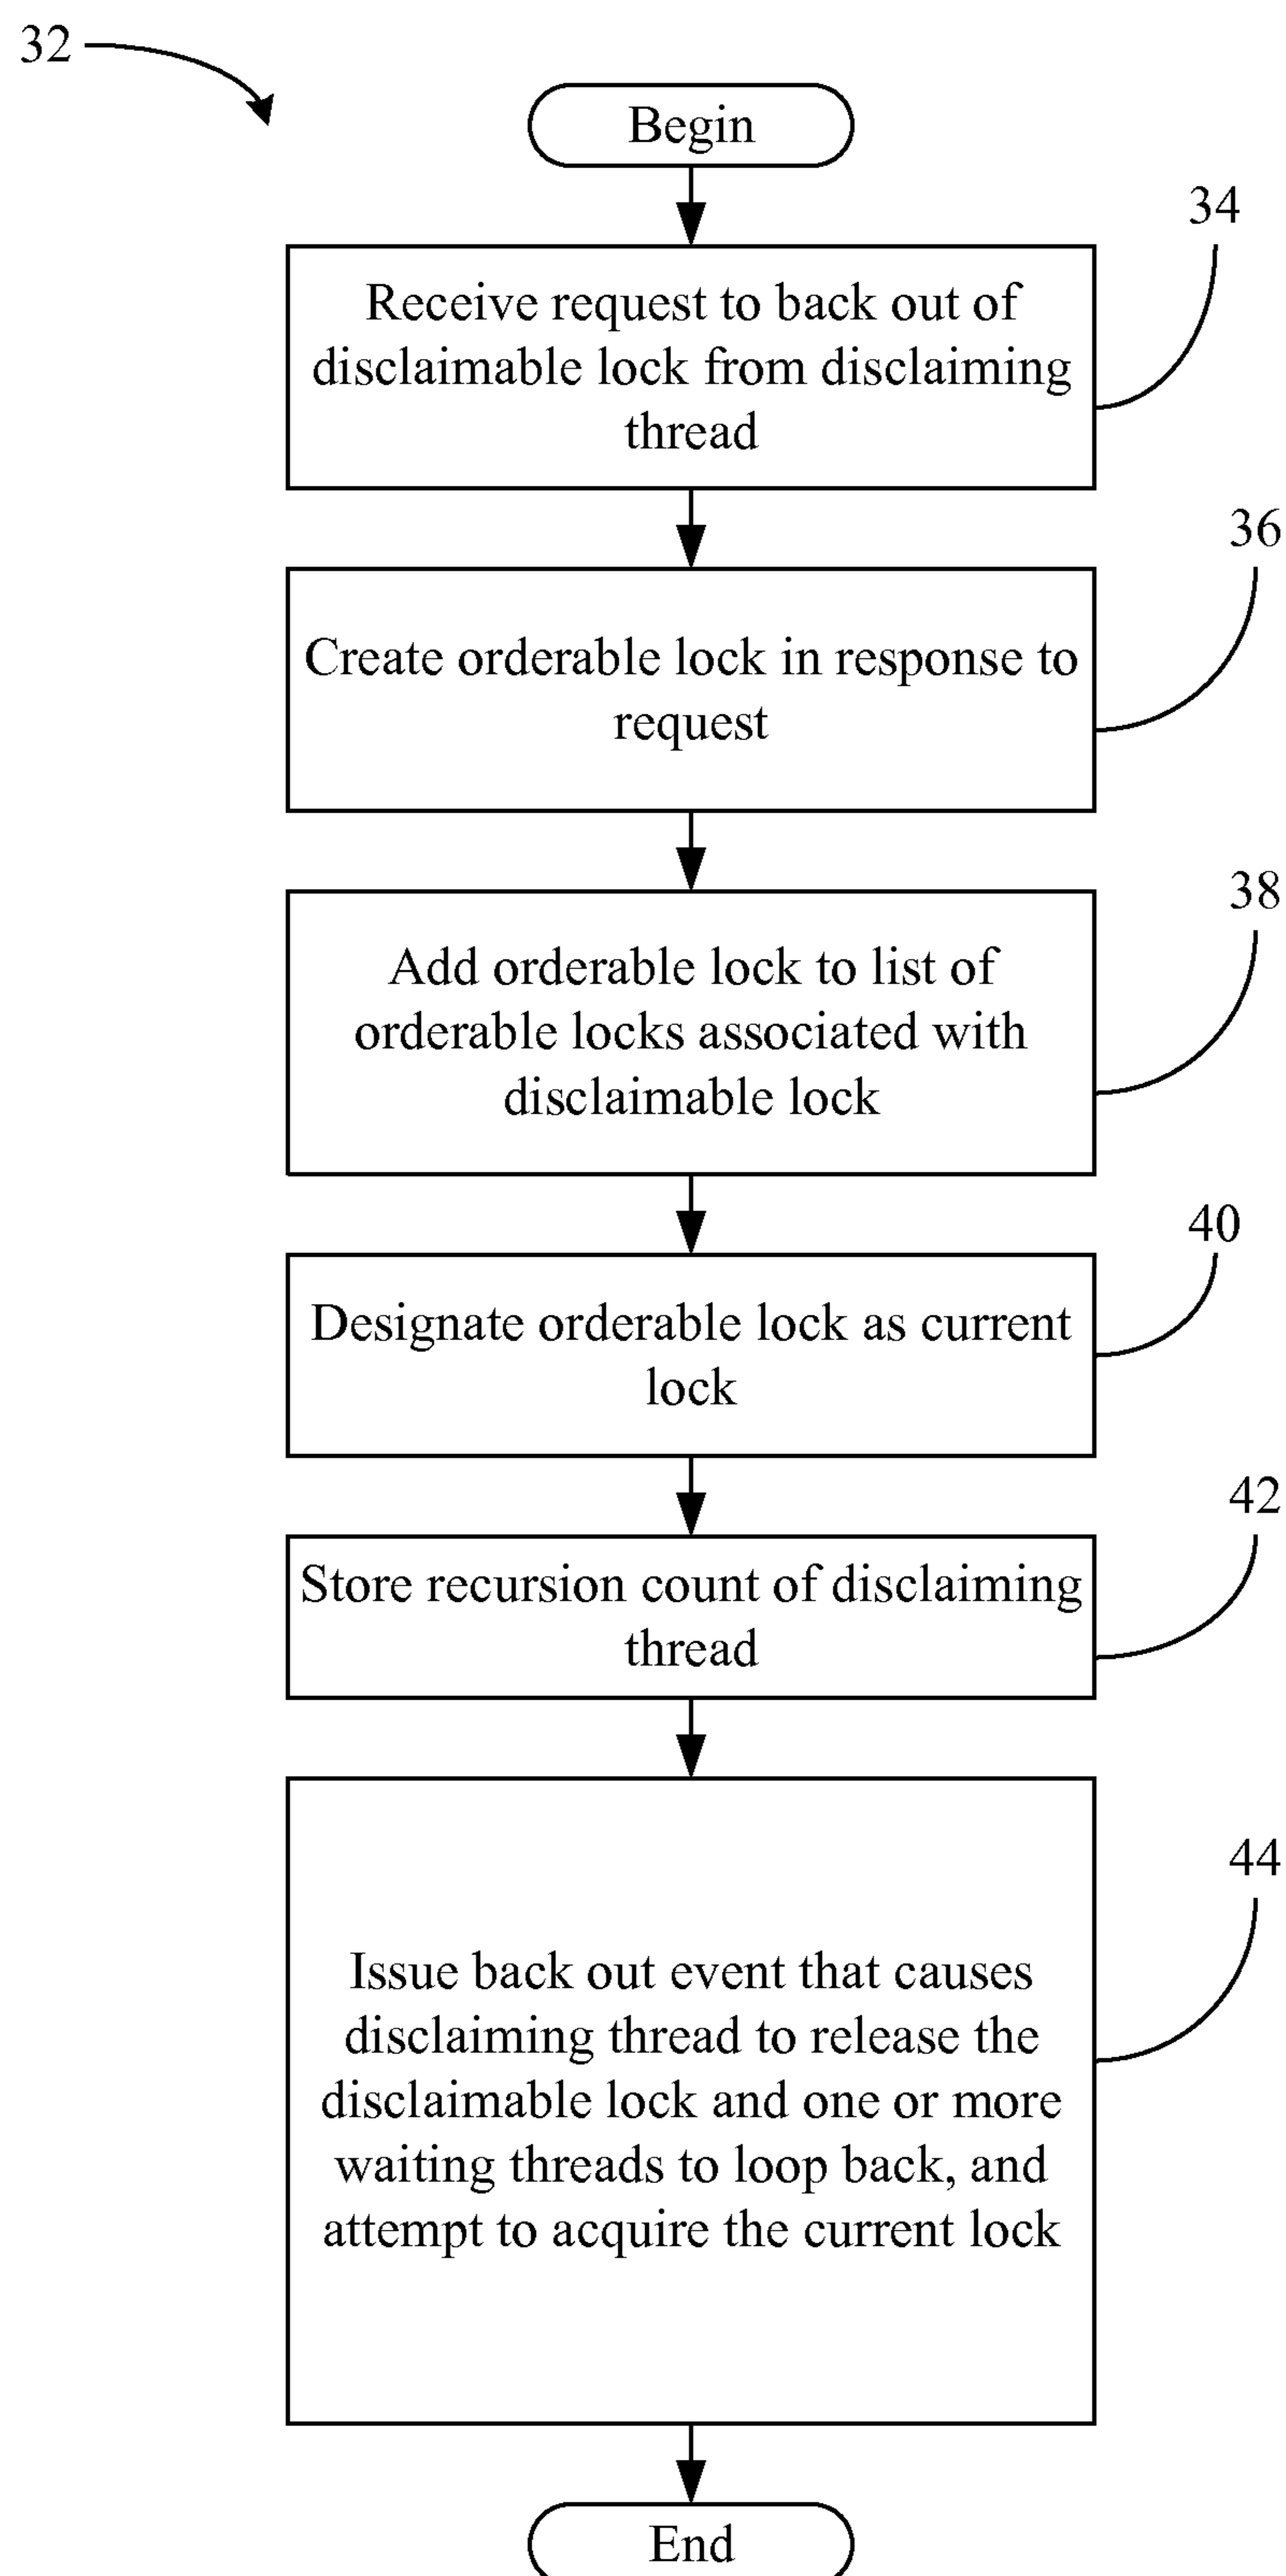 32
Begin
34
Receive request to back out of
disclaimable lock from disclaiming
thread
36
Create orderable lock in response to
request
38
Add orderable lock to list of
orderable locks associated with
disclaimable lock
40
Designate orderable lock as current
lock
42
Store recursion count of disclaiming
thread
44
Issue back out event that causes
disclaiming thread to release the
disclaimable lock and one or more
waiting threads to loop back, and
attempt to acquire the current lock
End